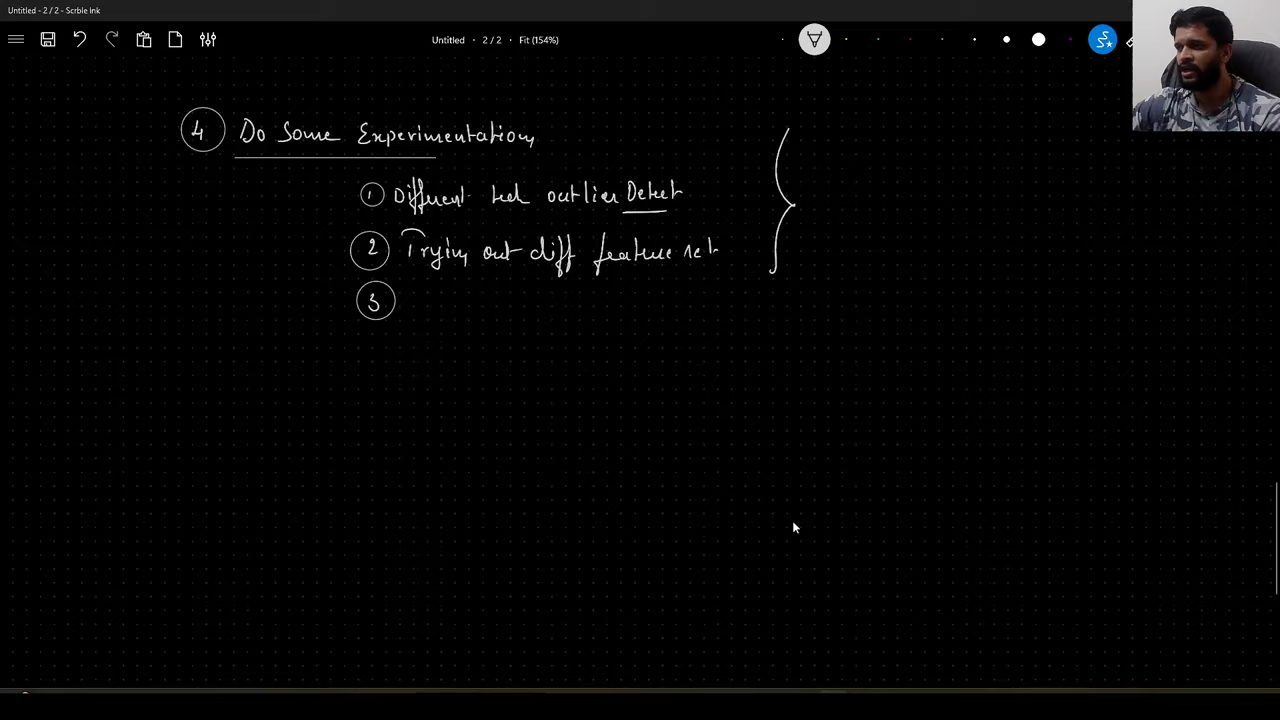 Untitled - 2 / 2 - Scrble Ink
Untitled • 2 / 2 • Fit (154%)
4 Do Some Experimentation,
1 Different tech outlier Detect
2 Trying out diff feature set
3